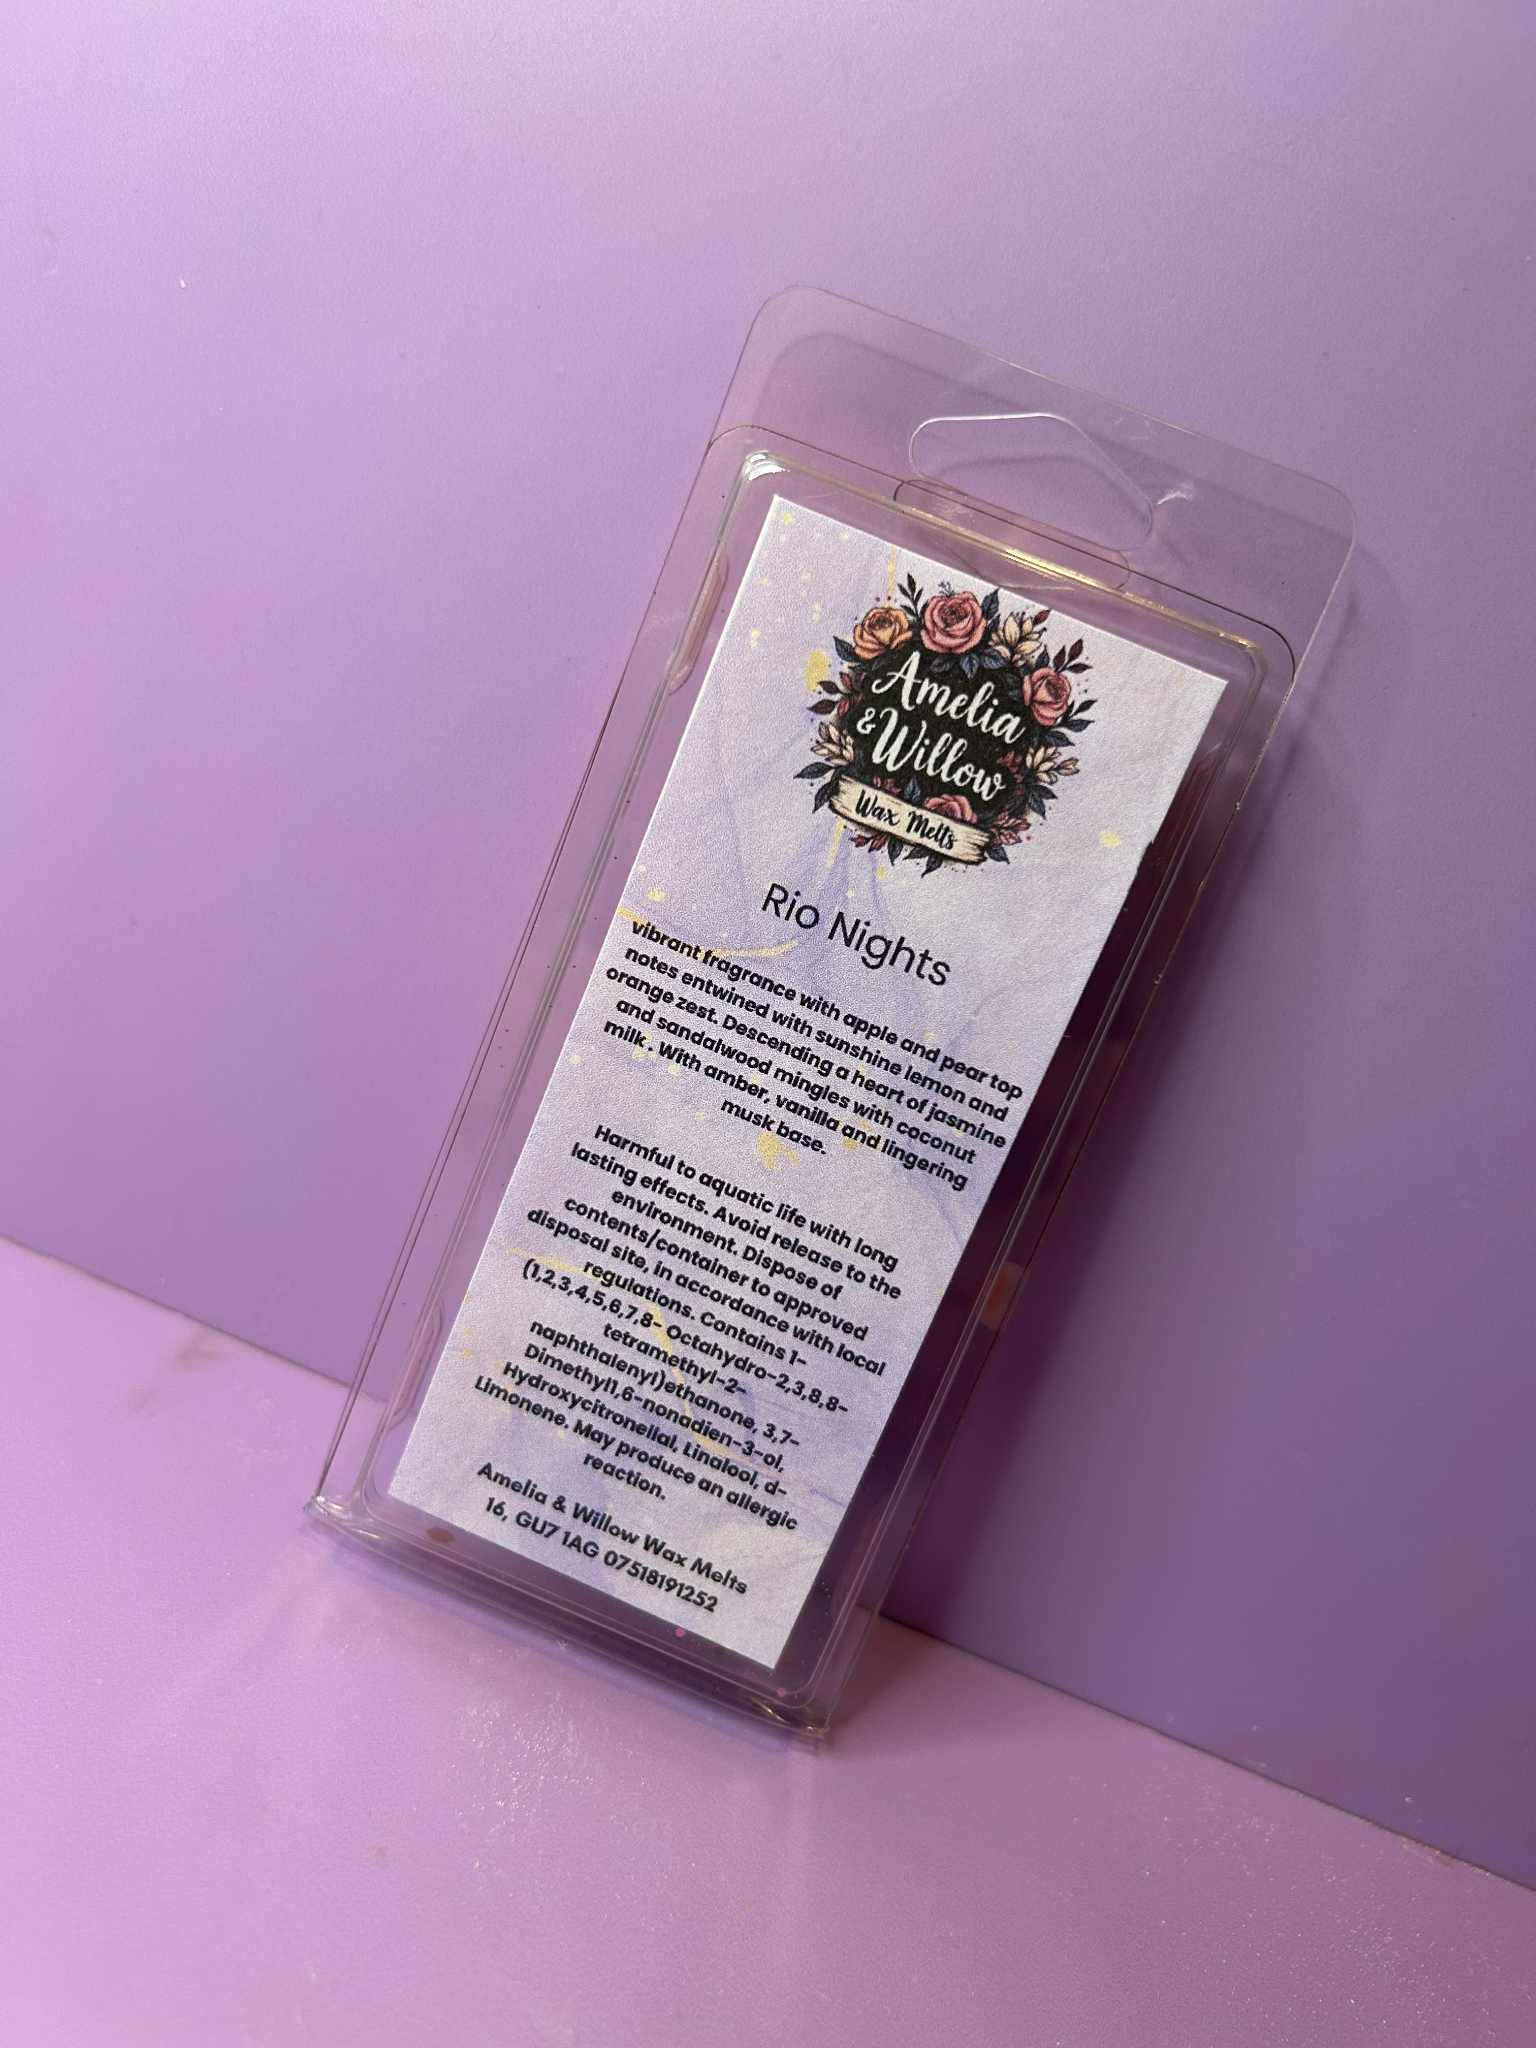 Amelia
& Willow
Wax Melts
Rio Nights
vibrant fragrance with apple and pear top
notes entwined with sunshine lemon and
orange zest. Descending a heart of jasmine
and sandalwood mingles with coconut
milk . With amber, vanilla and lingering
musk base.
Harmful to aquatic life with long
lasting effects. Avoid release to the
environment. Dispose of
contents/container to approved
disposal site, in accordance with local
regulations. Contains 1-
(1,2,3,4,5,6,7,8- Octahydro-2,3,8,8-
tetramethyl-2-
naphthalenyl)ethanone, 3,7-
Dimethyl1,6-nonadien-3-ol,
Hydroxycitronellal, Linalool, d-
Limonene. May produce an allergic
reaction.
Amelia & Willow Wax Melts
16, GU7 1AG 07518191252